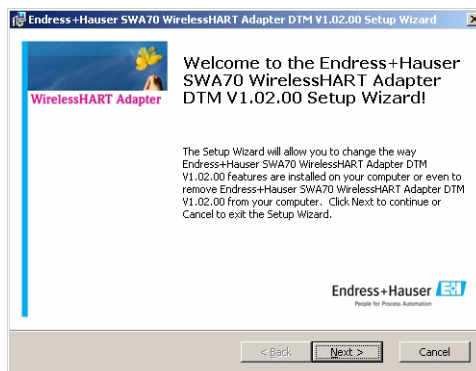 Endress+Hauser SWA70 WirelessHART Adapter DTM V1.02.00 Setup Wizard
WirelessHART Adapter
Welcome to the Endress+Hauser
SWA70 WirelessHART Adapter
DTM V1.02.00 Setup Wizard!
The Setup Wizard will allow you to change the way
Endress+Hauser SWA70 WirelessHART Adapter DTM
V1.02.00 features are installed on your computer or even to
remove Endress+Hauser SWA70 WirelessHART Adapter DTM
V1.02.00 from your computer. Click Next to continue or
Cancel to exit the Setup Wizard.
Endress+Hauser EH
People for Process Automation
< Back Next > Cancel